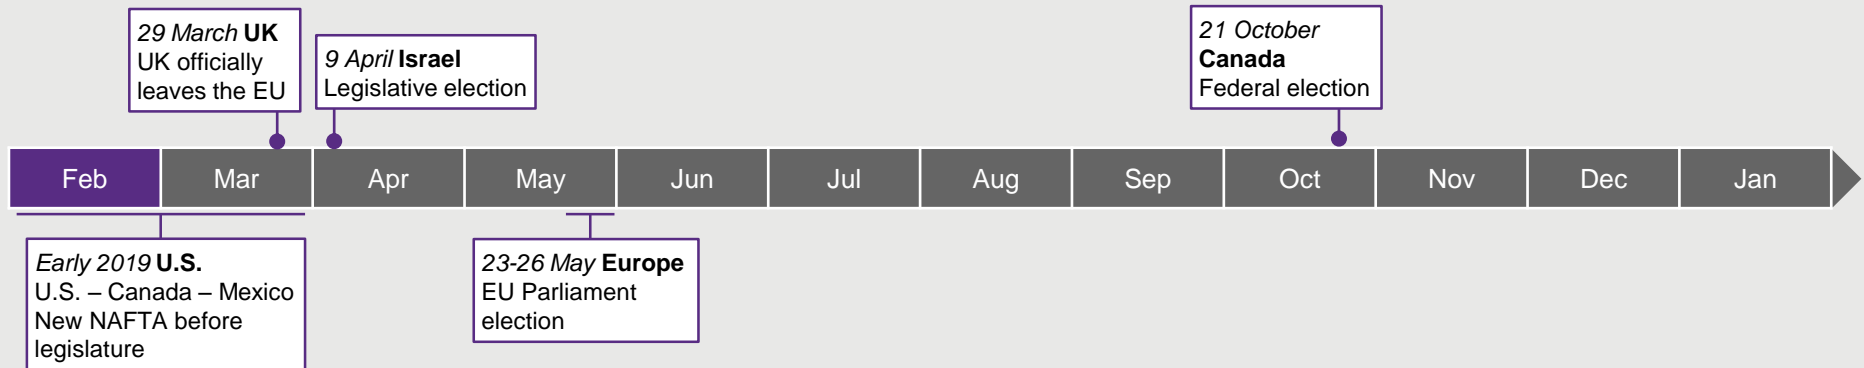 29 March UK
UK officially
leaves the EU
9 April Israel
Legislative election
21 October
Canada
Federal election
Feb
Mar
Apr
May
Jun
Jul
Aug
Sep
Oct
Nov
Dec
Jan
Early 2019 U.S.
U.S. – Canada – Mexico
New NAFTA before
legislature
23-26 May Europe
EU Parliament
election